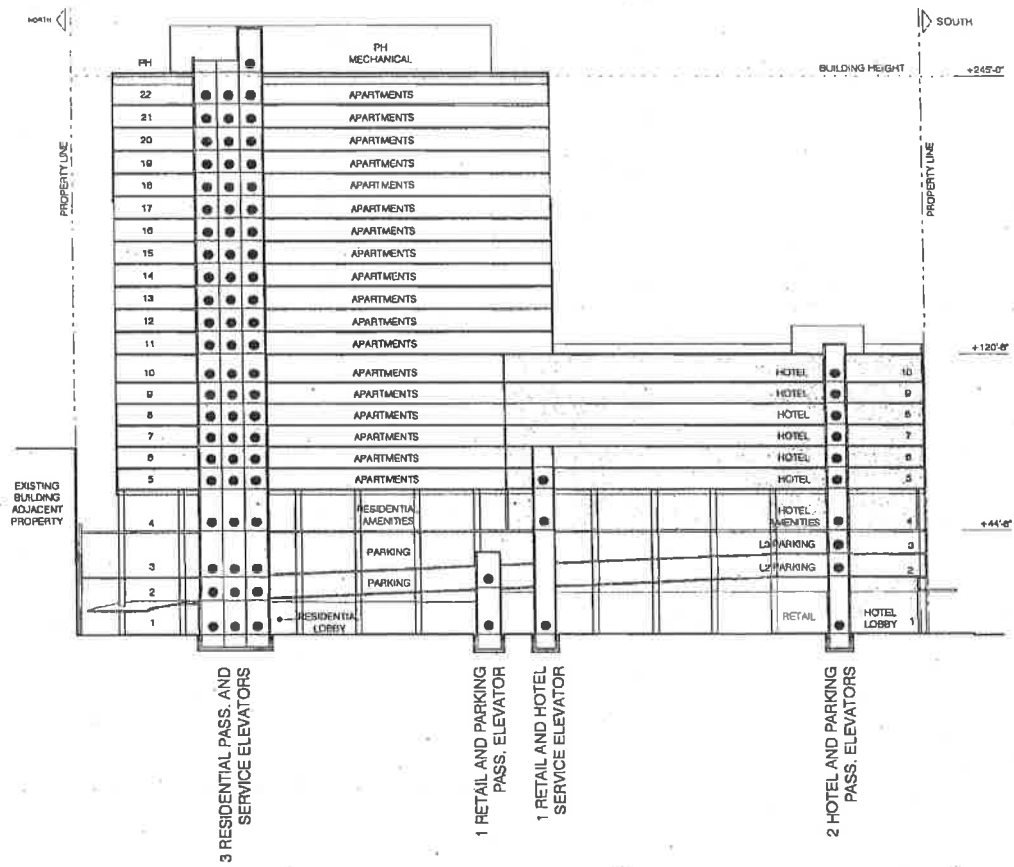 NORTH
SOUTH
PH
PH
MECHANICAL
BUILDING HEIGHT
+245'-0"
PROPERTY LINE
PROPERTY LINE
22 APARTMENTS
21 APARTMENTS
20 APARTMENTS
19 APARTMENTS
18 APARTMENTS
17 APARTMENTS
16 APARTMENTS
15 APARTMENTS
14 APARTMENTS
13 APARTMENTS
12 APARTMENTS
11 APARTMENTS
+120'-8"
10 APARTMENTS HOTEL 10
9 APARTMENTS HOTEL 9
8 APARTMENTS HOTEL 8
7 APARTMENTS HOTEL 7
6 APARTMENTS HOTEL 6
5 APARTMENTS HOTEL 5
EXISTING
BUILDING
ADJACENT
PROPERTY
4
RESIDENTIAL
AMENITIES
HOTEL
AMENITIES
4
+44'-8"
3
PARKING
L3 PARKING 3
2
PARKING
L2 PARKING 2
1
RESIDENTIAL
LOBBY
RETAIL
HOTEL
LOBBY
1
3 RESIDENTIAL PASS. AND
SERVICE ELEVATORS
1 RETAIL AND PARKING
PASS. ELEVATOR
1 RETAIL AND HOTEL
SERVICE ELEVATOR
2 HOTEL AND PARKING
PASS. ELEVATORS